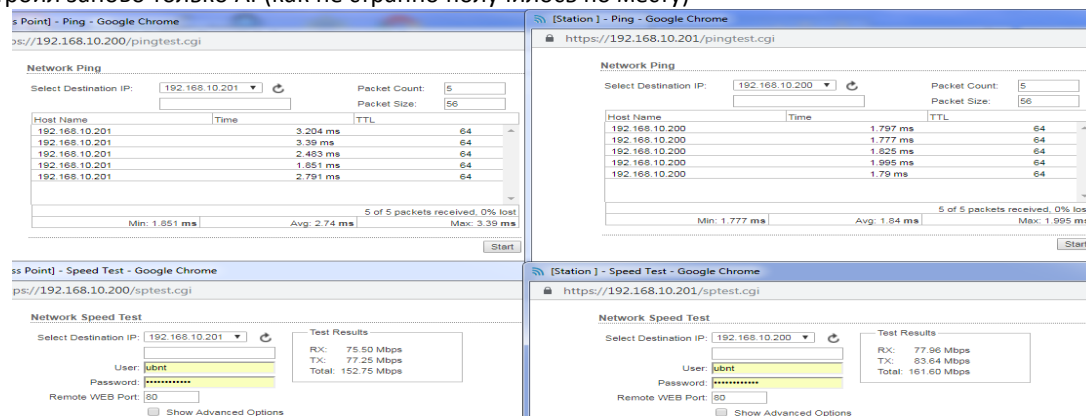 только AP (как не странно получилось по месту)
s Point] - Ping - Google Chrome
ps://192.168.10.200/pingtest.cgi
Network Ping
Select Destination IP: 192.168.10.201 Packet Count: 5
Packet Size: 56
Host Name Time TTL
192.168.10.201 3.204 ms 64
192.168.10.201 3.39 ms 64
192.168.10.201 2.483 ms 64
192.168.10.201 1.851 ms 64
192.168.10.201 2.791 ms 64
5 of 5 packets received, 0% lost
Min: 1.851 ms Avg: 2.74 ms Max: 3.39 ms
Start
[Station ] - Ping - Google Chrome
https://192.168.10.201/pingtest.cgi
Network Ping
Select Destination IP: 192.168.10.200 Packet Count: 5
Packet Size: 56
Host Name Time TTL
192.168.10.200 1.797 ms 64
192.168.10.200 1.777 ms 64
192.168.10.200 1.825 ms 64
192.168.10.200 1.995 ms 64
192.168.10.200 1.79 ms 64
5 of 5 packets received, 0% los
Min: 1.777 ms Avg: 1.84 ms Max: 1.995 ms
Start
ss Point] - Speed Test - Google Chrome
ps://192.168.10.200/sptest.cgi
Network Speed Test
Select Destination IP: 192.168.10.201
User: ubnt
Password: ••••••••••••
Remote WEB Port: 80
Show Advanced Options
Test Results
RX: 75.50 Mbps
TX: 77.25 Mbps
Total: 152.75 Mbps
[Station ] - Speed Test - Google Chrome
https://192.168.10.201/sptest.cgi
Network Speed Test
Select Destination IP: 192.168.10.200
User: ubnt
Password: ••••••••••••
Remote WEB Port: 80
Show Advanced Options
Test Results
RX: 77.96 Mbps
TX: 83.64 Mbps
Total: 161.60 Mbps